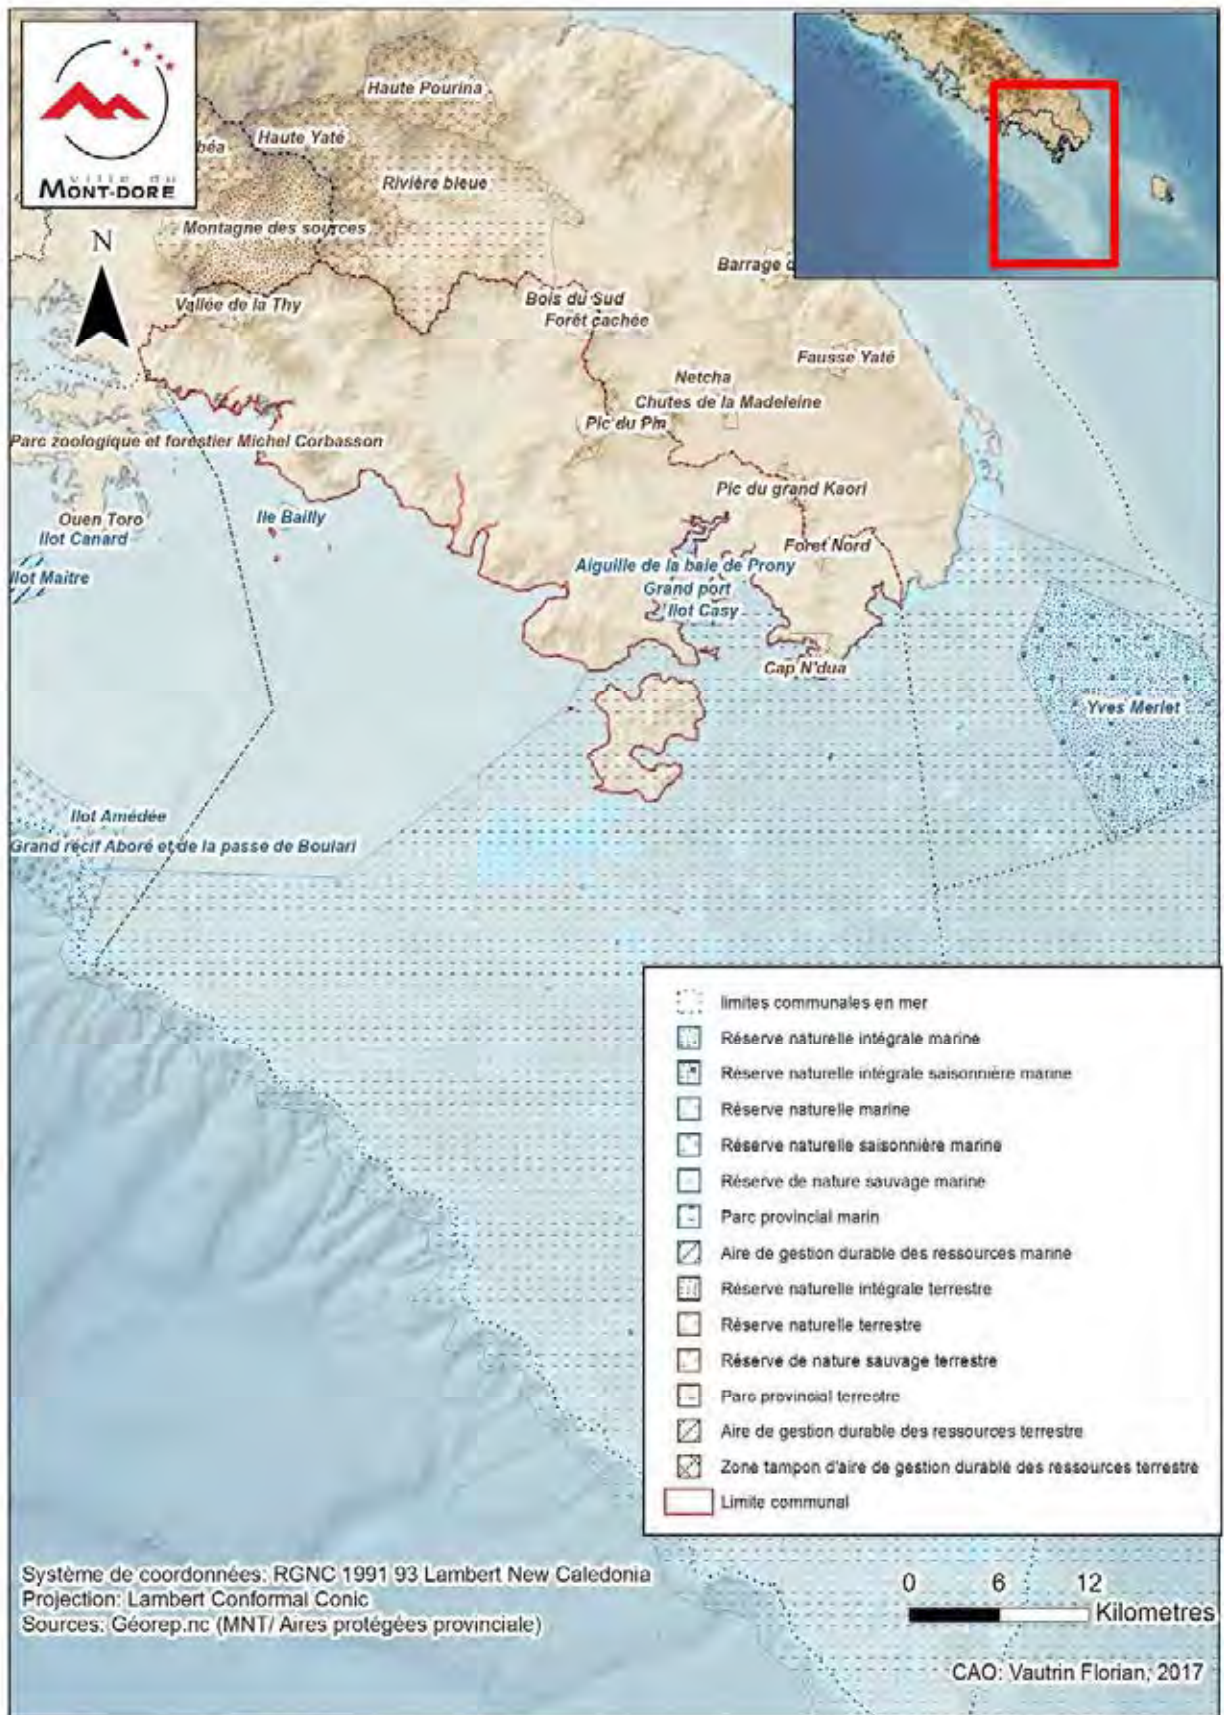 ville du
MONT-DORE
N
Haute Pourina
Haute Yaté
béa
Rivière bleue
Montagne des sources
Barrage d
Vallée de la Thy
Bois du Sud
Forêt cachée
Fausse Yaté
Netcha
Chutes de la Madeleine
Pic du Pin
Parc zoologique et forestier Michel Corbasson
Pic du grand Kaori
Ouen Toro
Ile Bailly
Ilot Canard
Foret Nord
Ilot Maitre
Aiguille de la baie de Prony
Grand port
Ilot Casy
Cap N'dua
Yves Merlet
Ilot Amédée
Grand récif Aboré et de la passe de Boulari
limites communales en mer
Réserve naturelle intégrale marine
Réserve naturelle intégrale saisonnière marine
Réserve naturelle marine
Réserve naturelle saisonnière marine
Réserve de nature sauvage marine
Parc provincial marin
Aire de gestion durable des ressources marine
Réserve naturelle intégrale terrestre
Réserve naturelle terrestre
Réserve de nature sauvage terrestre
Parc provincial terrestre
Aire de gestion durable des ressources terrestre
Zone tampon d'aire de gestion durable des ressources terrestre
Limite communal
Système de coordonnées: RGNC 1991 93 Lambert New Caledonia
Projection: Lambert Conformal Conic
Sources: Géorep.nc (MNT/ Aires protégées provinciale)
0 6 12
Kilometres
CAO: Vautrin Florian, 2017